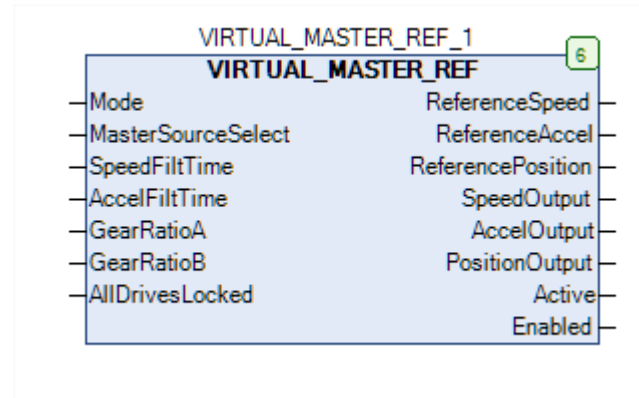 VIRTUAL_MASTER_REF_1
6
VIRTUAL_MASTER_REF
Mode ReferenceSpeed
MasterSourceSelect ReferenceAccel
SpeedFiltTime ReferencePosition
AccelFiltTime SpeedOutput
GearRatioA AccelOutput
GearRatioB PositionOutput
AllDrivesLocked Active
Enabled